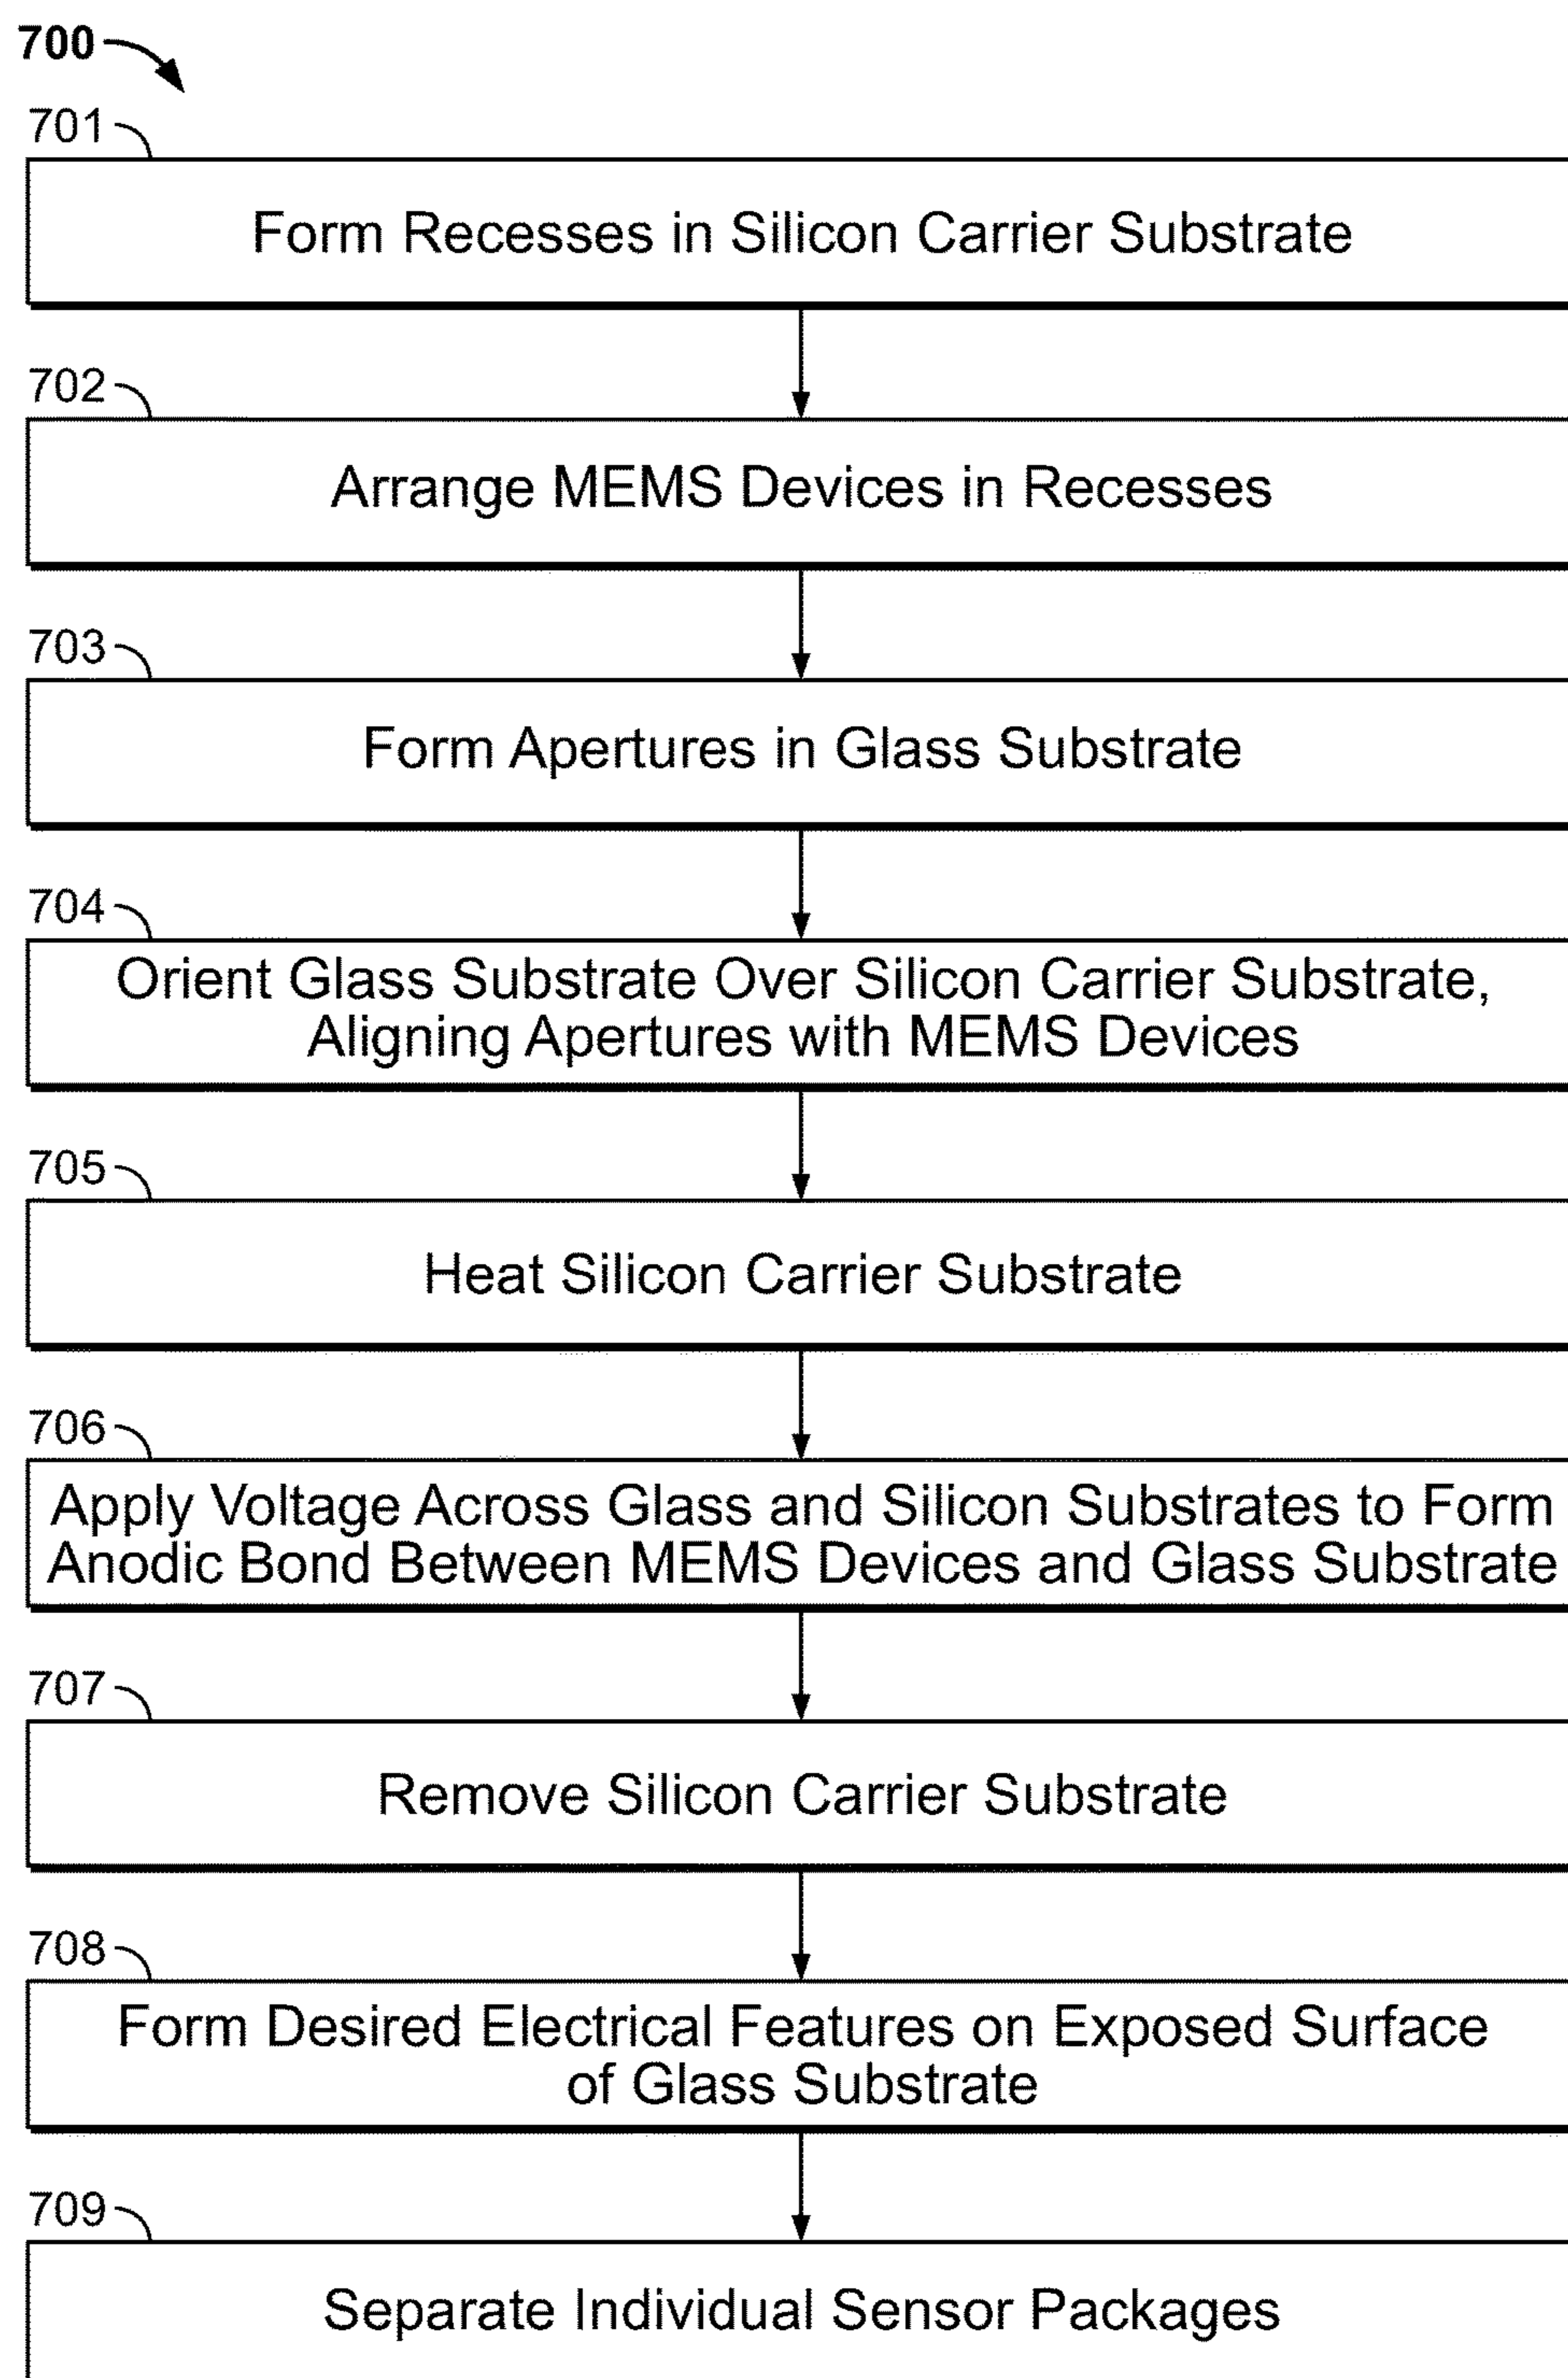 700
701
Form Recesses in Silicon Carrier Substrate
702
Arrange MEMS Devices in Recesses
703
Form Apertures in Glass Substrate
704
Orient Glass Substrate Over Silicon Carrier Substrate,
Aligning Apertures with MEMS Devices
705
Heat Silicon Carrier Substrate
706
Apply Voltage Across Glass and Silicon Substrates to Form
Anodic Bond Between MEMS Devices and Glass Substrate
707
Remove Silicon Carrier Substrate
708
Form Desired Electrical Features on Exposed Surface
of Glass Substrate
709
Separate Individual Sensor Packages